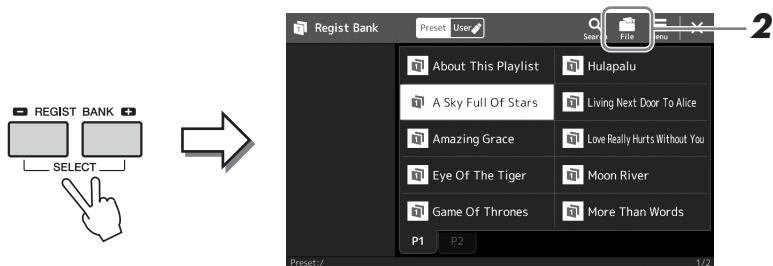 REGIST BANK
SELECT
Regist Bank
Preset User
Search File Menu
2
About This Playlist
Hulapalu
A Sky Full Of Stars
Living Next Door To Alice
Amazing Grace
Love Really Hurts Without You
Eye Of The Tiger
Moon River
Game Of Thrones
More Than Words
P1 P2
Preset:/ 1/2